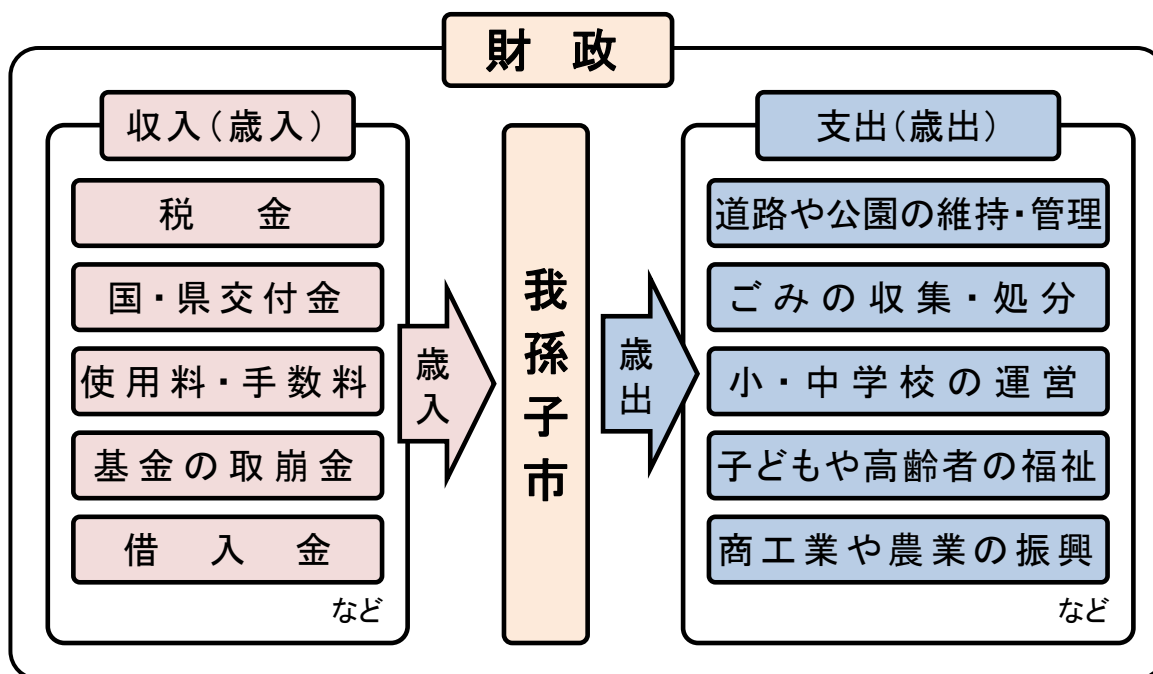 財政
収入(歳入)
税金
国・県交付金
使用料・手数料
基金の取崩金
借入金
など
歳入
我孫子市
歳出
支出(歳出)
道路や公園の維持・管理
ごみの収集・処分
小・中学校の運営
子どもや高齢者の福祉
商工業や農業の振興
など